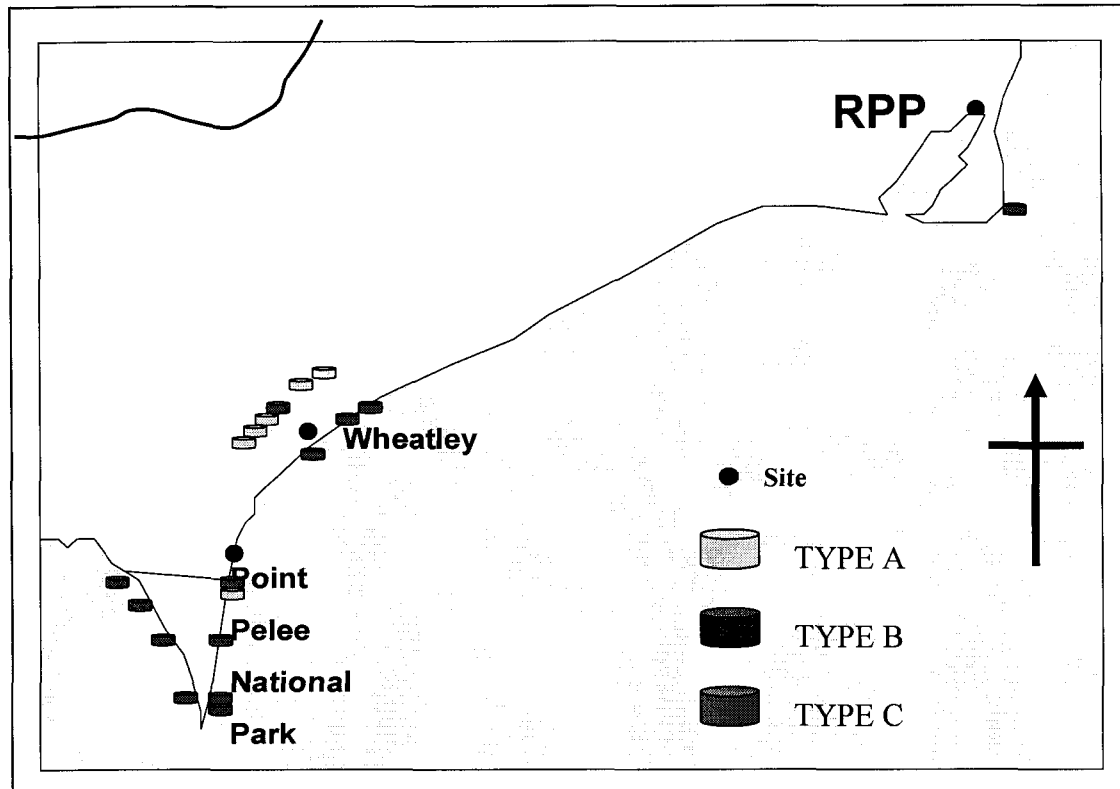 RPP
Wheatley
Site
Point
TYPE A
Pelee
TYPE B
National
TYPE C
Park